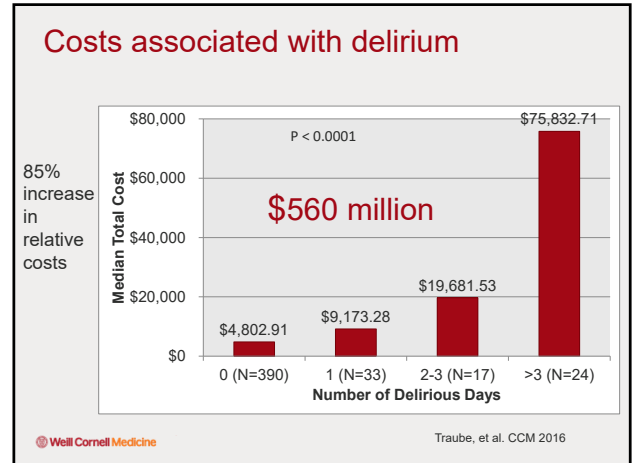 Costs associated with delirium
85%
increase
in
relative
costs
Median Total Cost
$80,000
$60,000
$40,000
$20,000
$0
P < 0.0001
$560 million
$4,802.91
$9,173.28
$19,681.53
$75,832.71
0 (N=390) 1 (N=33) 2-3 (N=17) >3 (N=24)
Number of Delirious Days
Weill Cornell Medicine
Traube, et al. CCM 2016